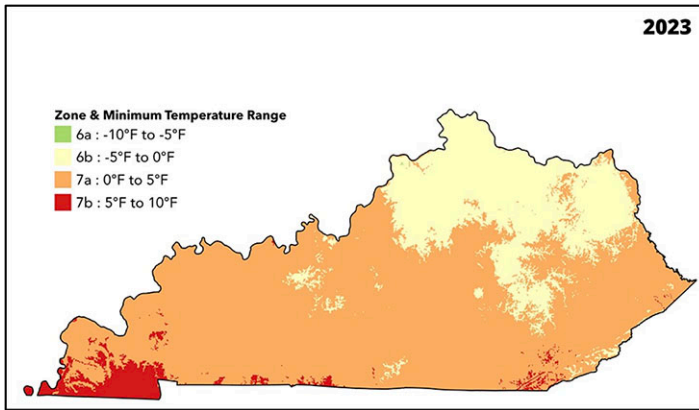 2023
Zone & Minimum Temperature Range
6a : -10°F to -5°F
6b : -5°F to 0°F
7a : 0°F to 5°F
7b : 5°F to 10°F